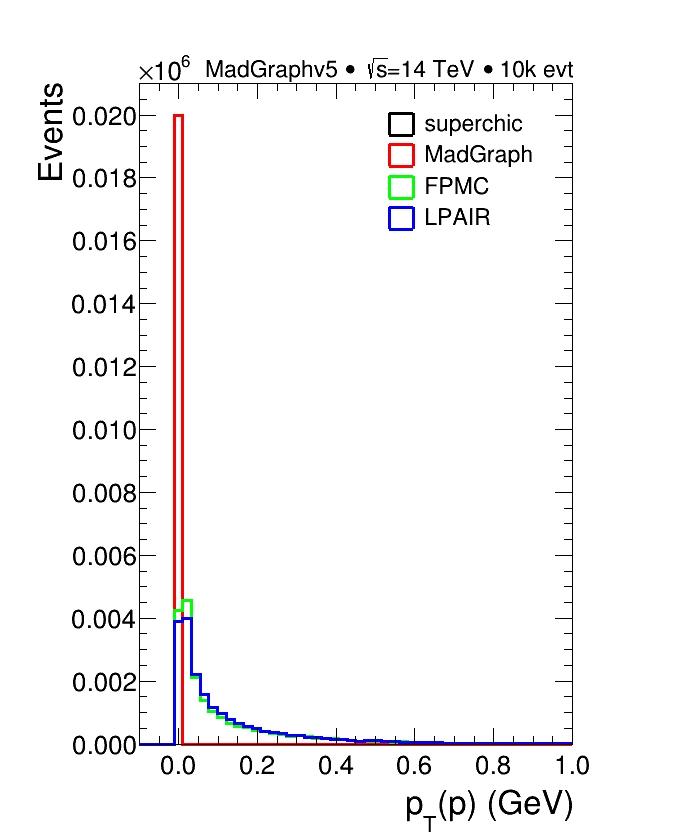 ×10⁶ MadGraphv5 • √s=14 TeV • 10k evt
Events
0.020
0.018
0.016
0.014
0.012
0.010
0.008
0.006
0.004
0.002
0.000
superchic
MadGraph
FPMC
LPAIR
0.0 0.2 0.4 0.6 0.8 1.0
p_T(p) (GeV)